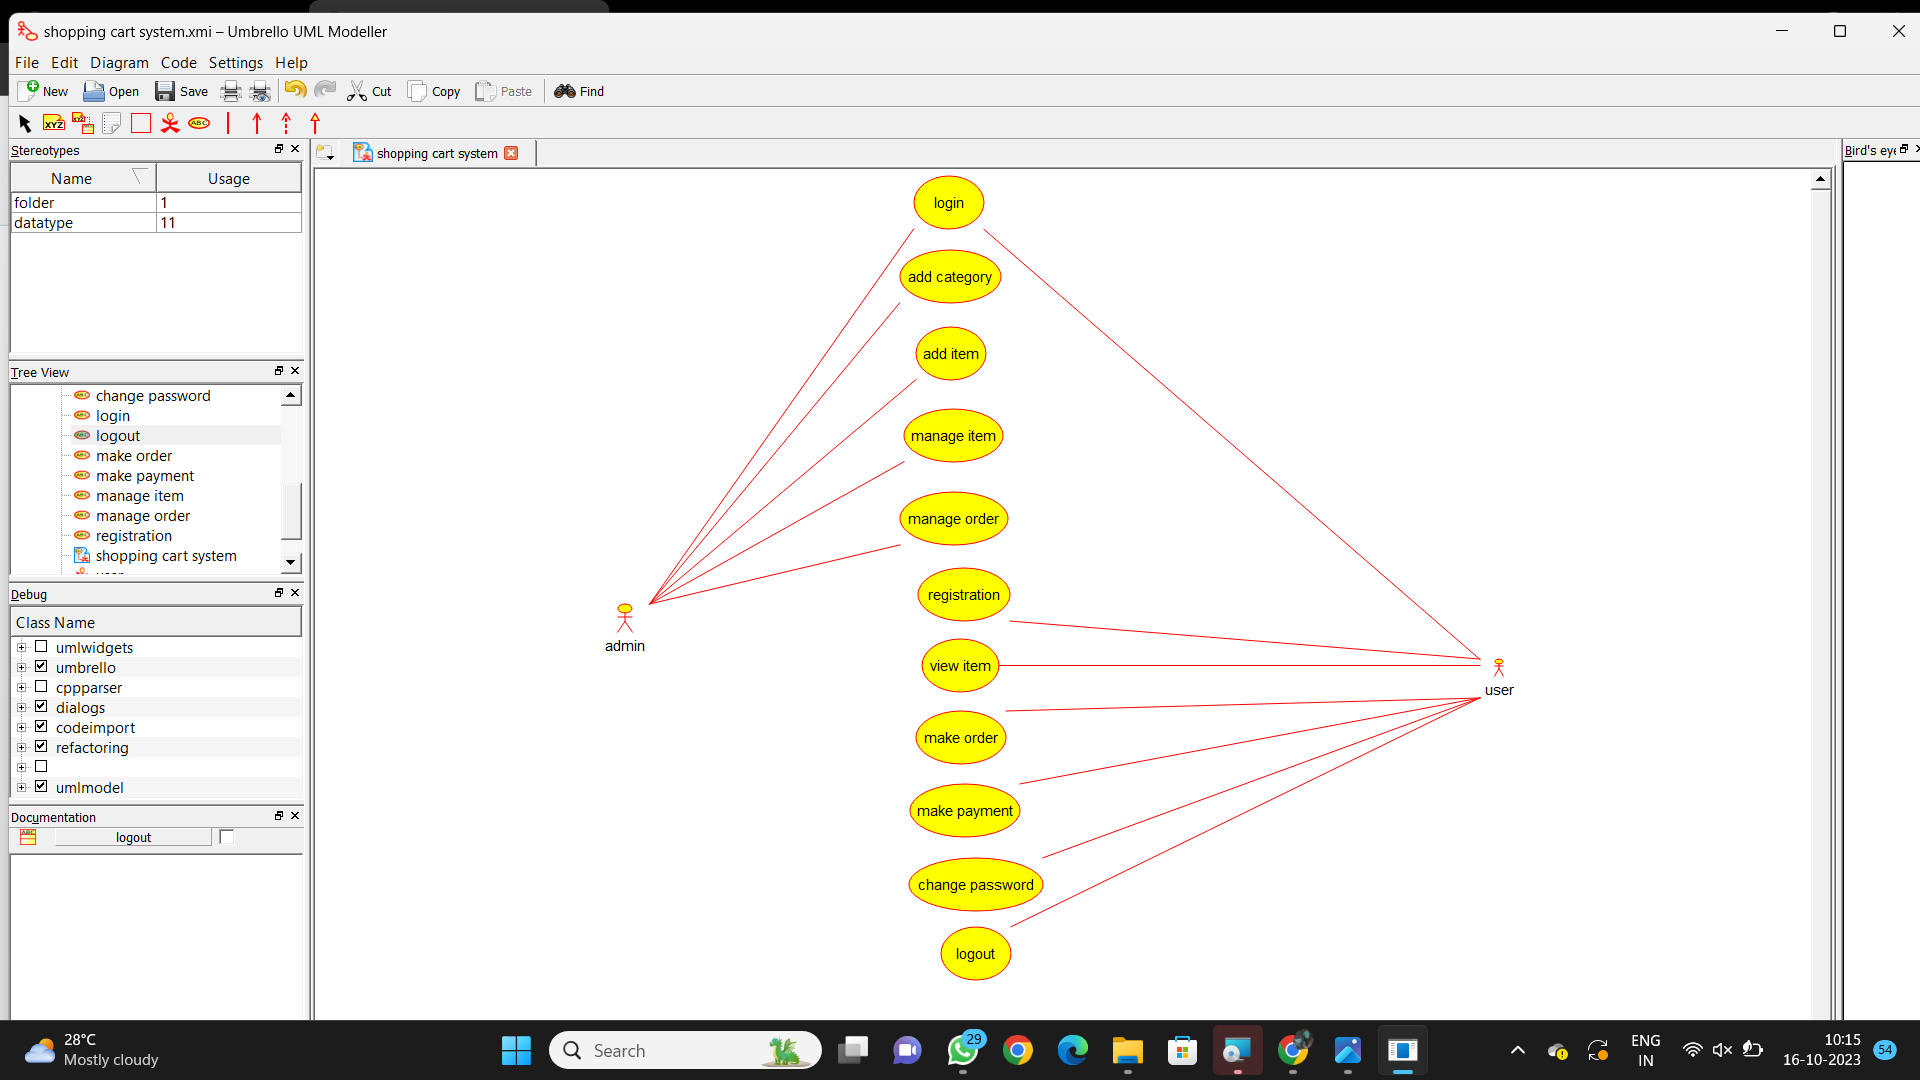 shopping cart system.xmi – Umbrello UML Modeller
File Edit Diagram Code Settings Help
New Open Save Cut Copy Paste Find
XYZ XYZ ABC
Stereotypes
Name Usage
folder 1
datatype 11
Tree View
change password
login
logout
make order
make payment
manage item
manage order
registration
shopping cart system
Debug
Class Name
umlwidgets
umbrello
cppparser
dialogs
codeimport
refactoring
umlmodel
Documentation
logout
shopping cart system
login
add category
add item
manage item
manage order
registration
view item
make order
make payment
change password
logout
admin
user
Bird's eye
28°C
Mostly cloudy
Search
29
ENG
IN
10:15
16-10-2023
54